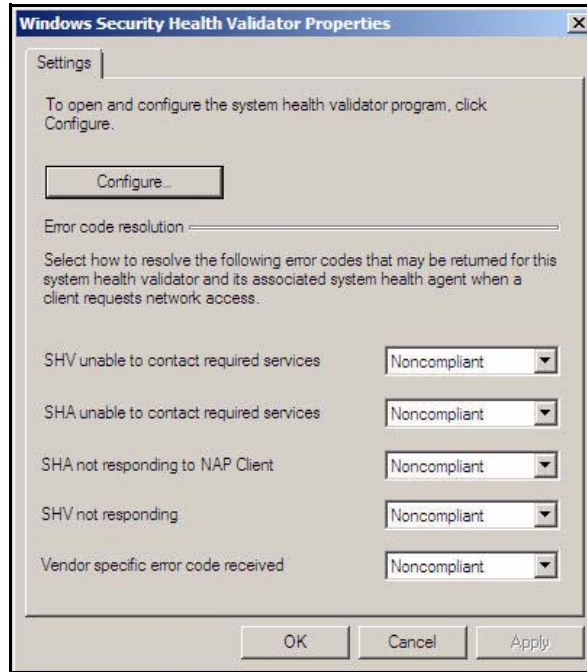 Windows Security Health Validator Properties
Settings
To open and configure the system health validator program, click
Configure.
Configure...
Error code resolution
Select how to resolve the following error codes that may be returned for this
system health validator and its associated system health agent when a
client requests network access.
SHV unable to contact required services Noncompliant
SHA unable to contact required services Noncompliant
SHA not responding to NAP Client Noncompliant
SHV not responding Noncompliant
Vendor specific error code received Noncompliant
OK Cancel Apply